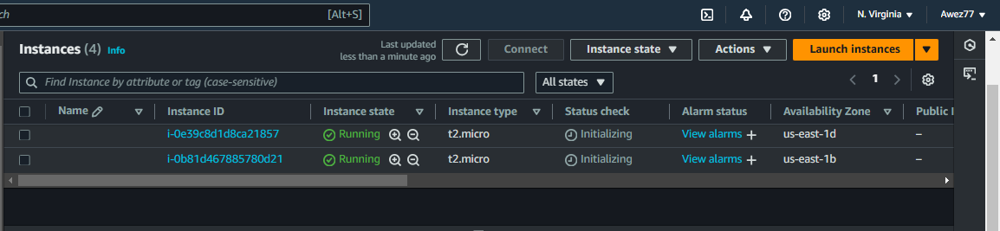 ch [Alt+S] N. Virginia Awez77
Instances (4) Info Last updated less than a minute ago Connect Instance state Actions Launch instances
Find Instance by attribute or tag (case-sensitive) All states 1
Name Instance ID Instance state Instance type Status check Alarm status Availability Zone Public I
i-0e39c8d1d8ca21857 Running t2.micro Initializing View alarms + us-east-1d –
i-0b81d467885780d21 Running t2.micro Initializing View alarms + us-east-1b –